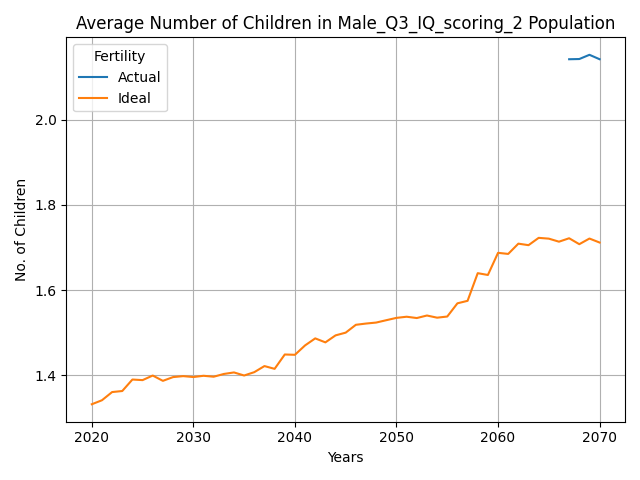 Average Number of Children in Male_Q3_IQ_scoring_2 Population
Fertility
Actual
Ideal
2.0
1.8
1.6
1.4
No. of Children
2020
2030
2040
2050
2060
2070
Years